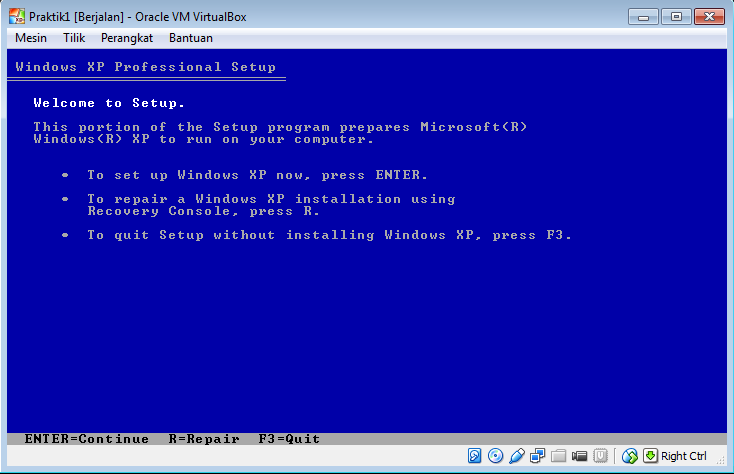 Praktik1 [Berjalan] - Oracle VM VirtualBox
Mesin Tilik Perangkat Bantuan
Windows XP Professional Setup
Welcome to Setup.
This portion of the Setup program prepares Microsoft(R)
Windows(R) XP to run on your computer.
• To set up Windows XP now, press ENTER.
• To repair a Windows XP installation using
Recovery Console, press R.
• To quit Setup without installing Windows XP, press F3.
ENTER=Continue R=Repair F3=Quit
Right Ctrl